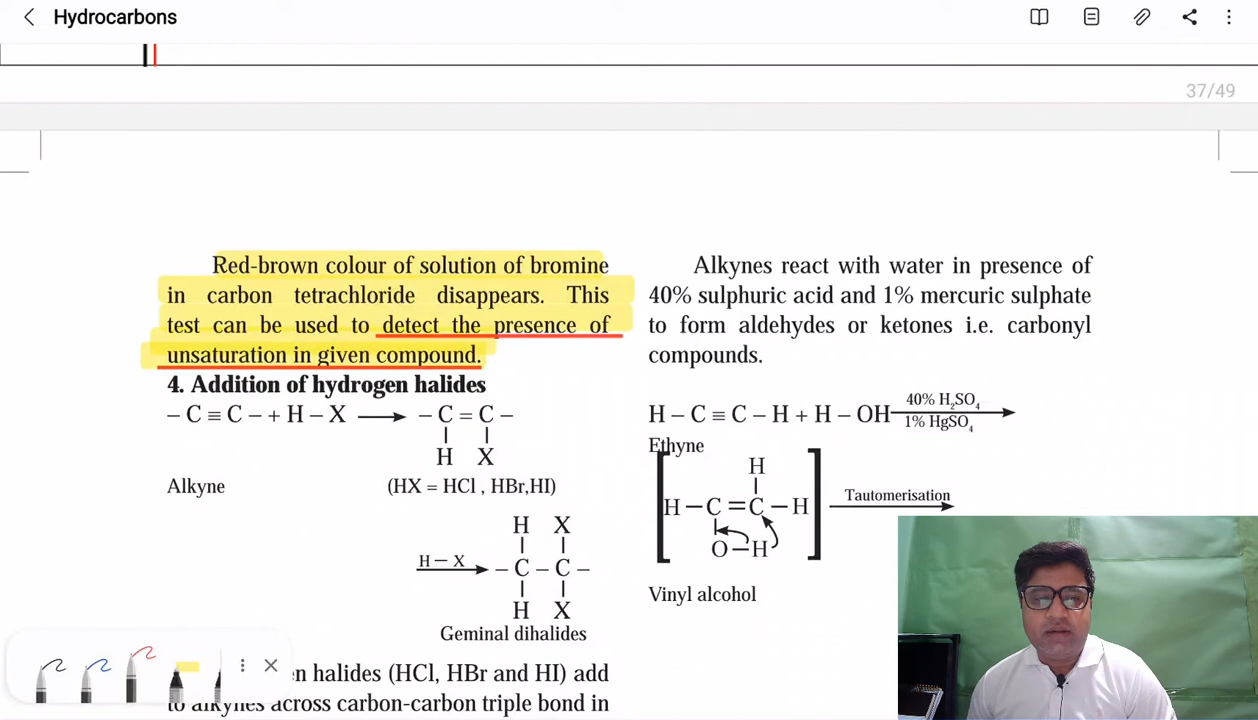 Hydrocarbons
37/49
Red-brown colour of solution of bromine
in carbon tetrachloride disappears. This
test can be used to detect the presence of
unsaturation in given compound.
4. Addition of hydrogen halides
– C ≡ C – + H – X ⟶ – C = C –
H X
Alkyne (HX = HCl , HBr,HI)
H X
H – X
– C – C –
H X
Geminal dihalides
en halides (HCl, HBr and HI) add
to alkynes across carbon-carbon triple bond in
Alkynes react with water in presence of
40% sulphuric acid and 1% mercuric sulphate
to form aldehydes or ketones i.e. carbonyl
compounds.
40% H₂SO₄
H – C ≡ C – H + H – OH ⟶
1% HgSO₄
Ethyne
H
H – C = C – H
Tautomerisation
O – H
Vinyl alcohol